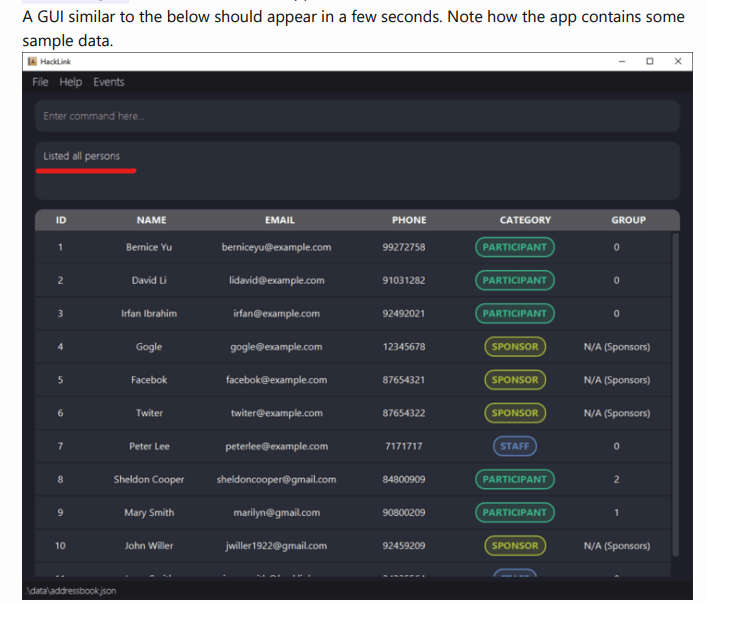 A GUI similar to the below should appear in a few seconds. Note how the app contains some
sample data.
HackLink
File Help Events
Enter command here...
Listed all persons
ID NAME EMAIL PHONE CATEGORY GROUP
1 Bernice Yu berniceyu@example.com 99272758 PARTICIPANT 0
2 David Li lidavid@example.com 91031282 PARTICIPANT 0
3 Irfan Ibrahim irfan@example.com 92492021 PARTICIPANT 0
4 Gogle gogle@example.com 12345678 SPONSOR N/A (Sponsors)
5 Facebok facebok@example.com 87654321 SPONSOR N/A (Sponsors)
6 Twiter twiter@example.com 87654322 SPONSOR N/A (Sponsors)
7 Peter Lee peterlee@example.com 7171717 STAFF 0
8 Sheldon Cooper sheldoncooper@gmail.com 84800909 PARTICIPANT 2
9 Mary Smith marilyn@gmail.com 90800209 PARTICIPANT 1
10 John Willer jwiller1922@gmail.com 92459209 SPONSOR N/A (Sponsors)
.\data\addressbook.json